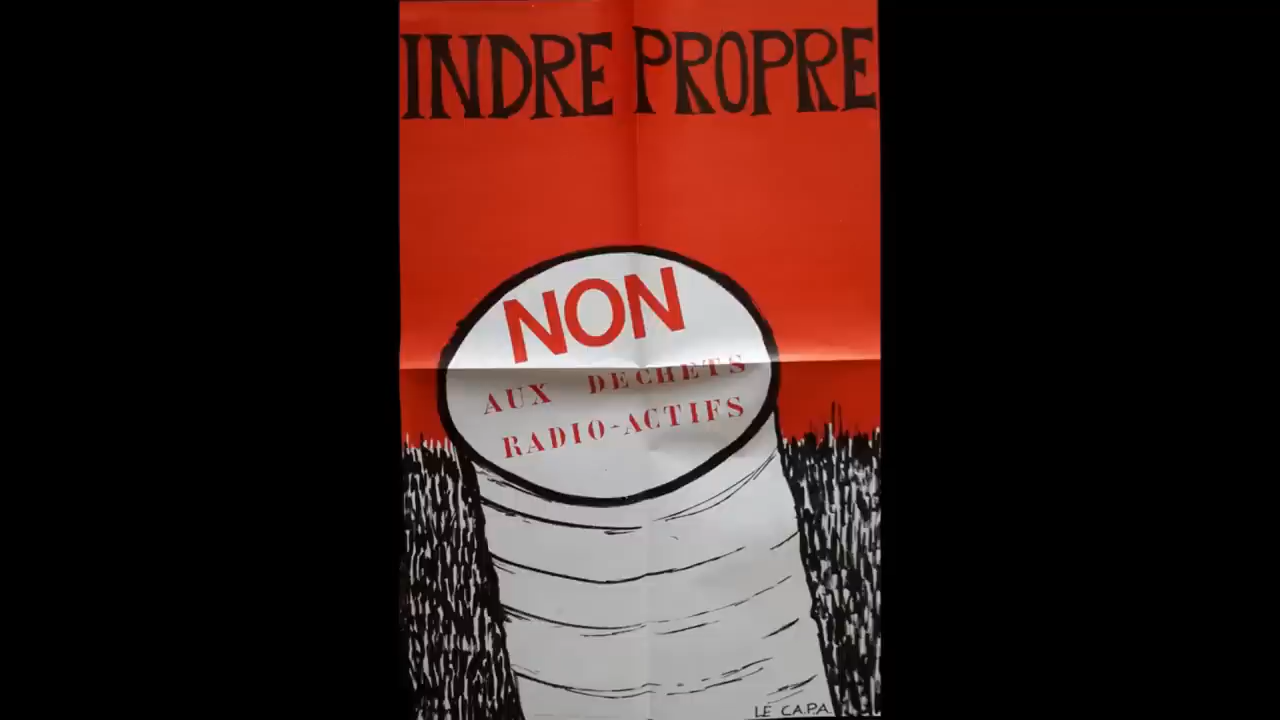 INDRE PROPRE
NON
AUX DECHETS
RADIO-ACTIFS
LE C.A.P.A.